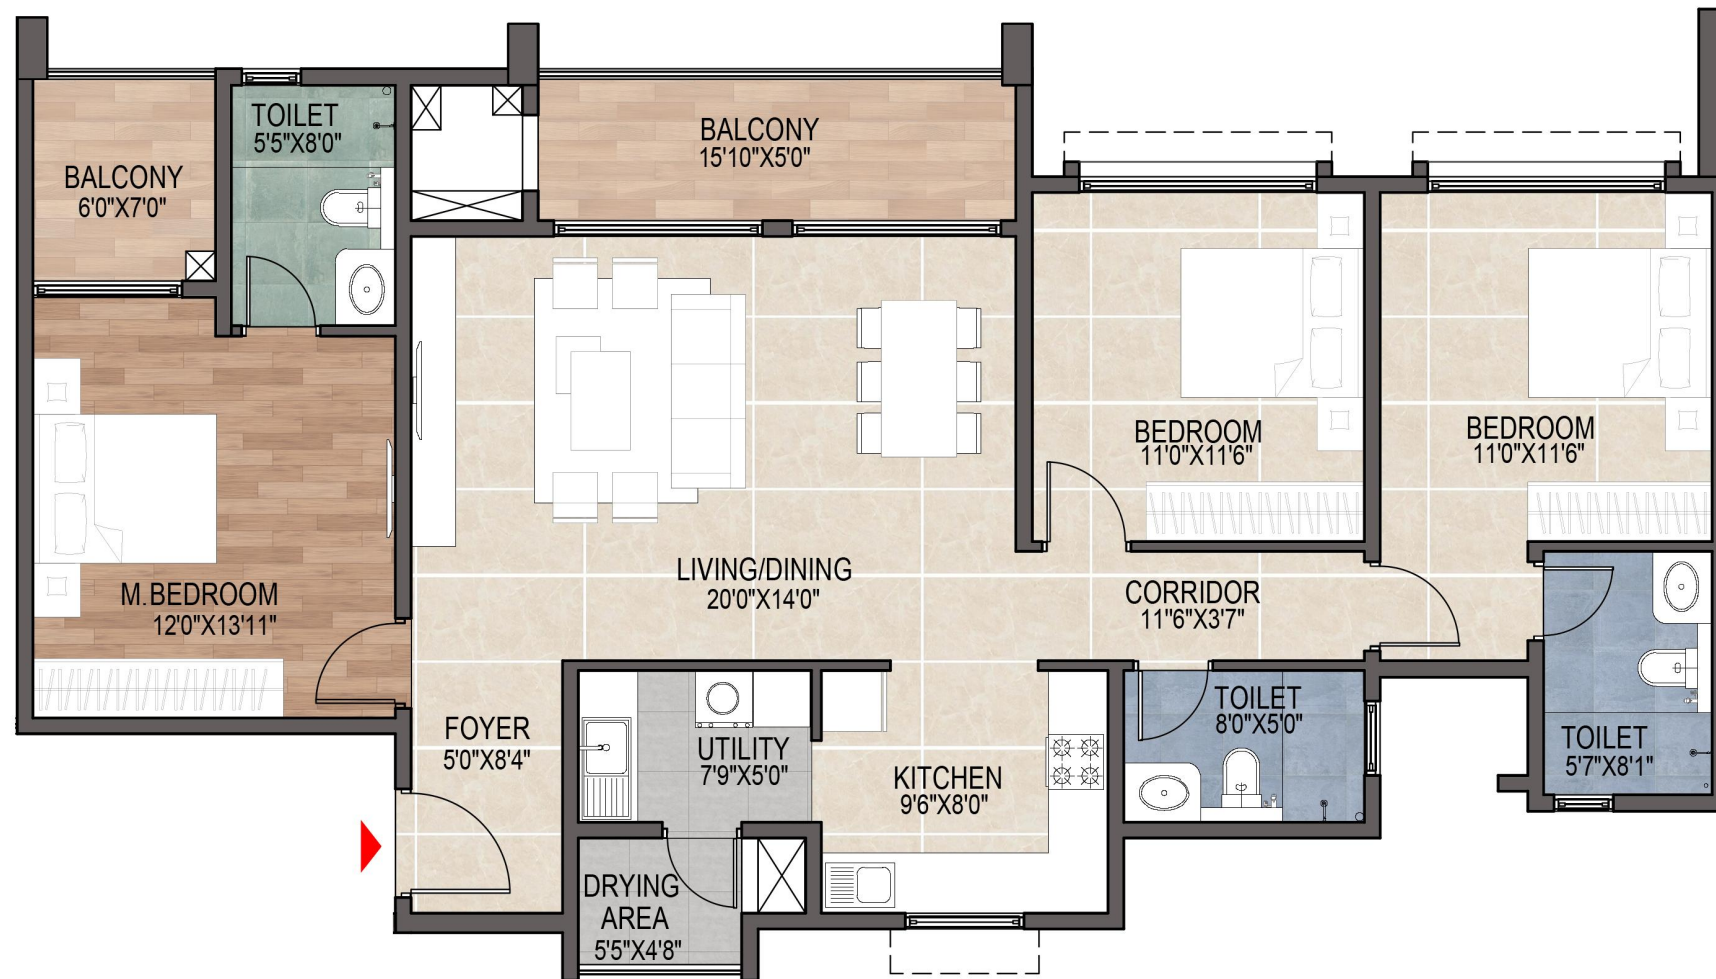 TOILET
5'5"X8'0"
BALCONY
15'10"X5'0"
BALCONY
6'0"X7'0"
BEDROOM
11'0"X11'6"
BEDROOM
11'0"X11'6"
M.BEDROOM
12'0"X13'11"
LIVING/DINING
20'0"X14'0"
CORRIDOR
11"6"X3'7"
FOYER
5'0"X8'4"
UTILITY
7'9"X5'0"
KITCHEN
9'6"X8'0"
TOILET
8'0"X5'0"
TOILET
5'7"X8'1"
DRYING
AREA
5'5"X4'8"